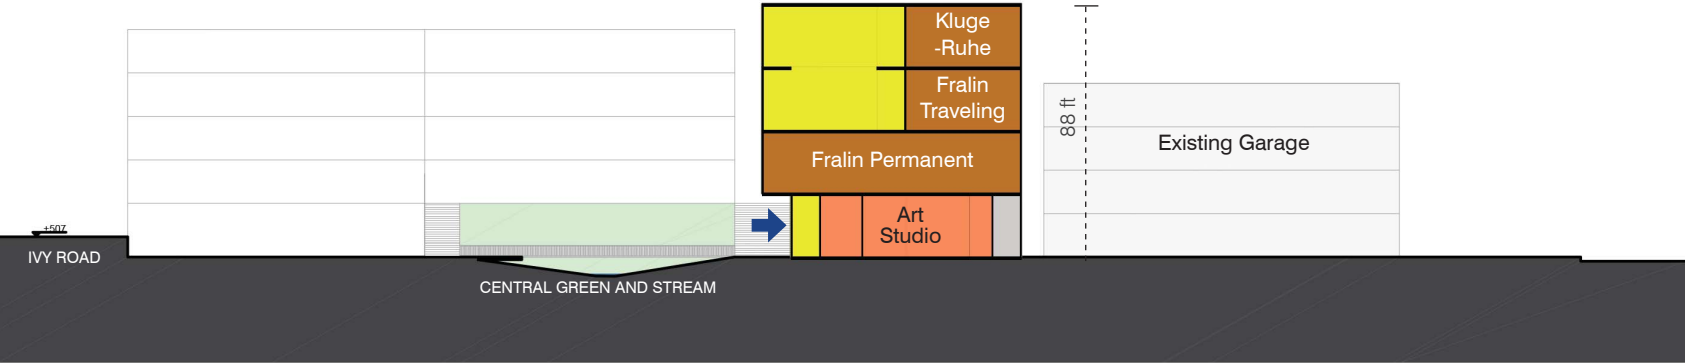 Kluge
-Ruhe
Fralin
Traveling
88 ft
Existing Garage
Fralin Permanent
Art
Studio
+507
IVY ROAD
CENTRAL GREEN AND STREAM